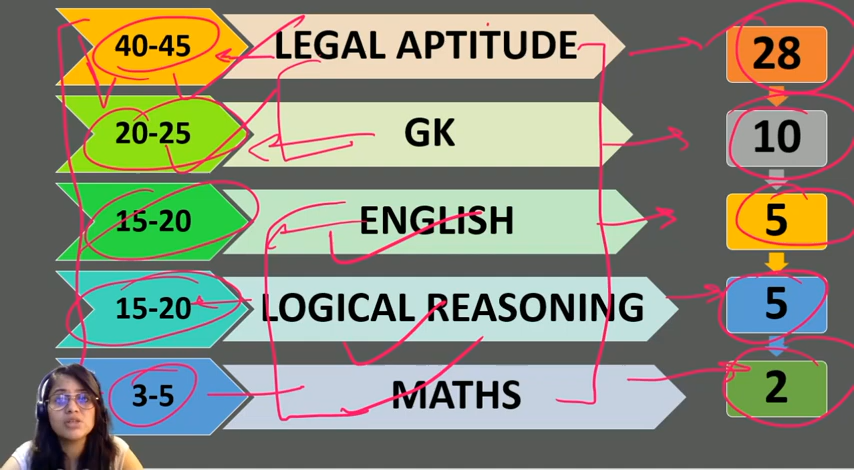 40-45 LEGAL APTITUDE 28
20-25 GK 10
15-20 ENGLISH 5
15-20 LOGICAL REASONING 5
3-5 MATHS 2